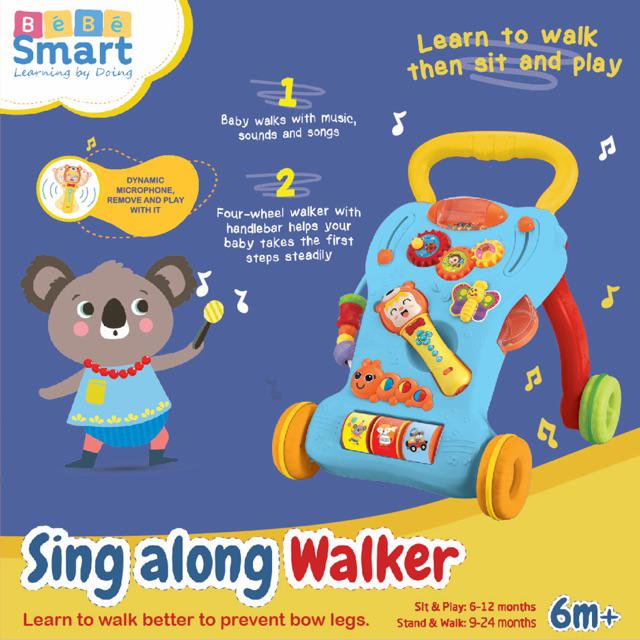 BéBé
Smart
Learning by Doing
Learn to walk
then sit and play
1
Baby walks with music,
sounds and songs
DYNAMIC
MICROPHONE,
REMOVE AND PLAY
WITH IT
2
Four-wheel walker with
handlebar helps your
baby takes the first
steps steadily
Sing along Walker
Learn to walk better to prevent bow legs.
Sit & Play: 6-12 months
Stand & Walk: 9-24 months
6m+